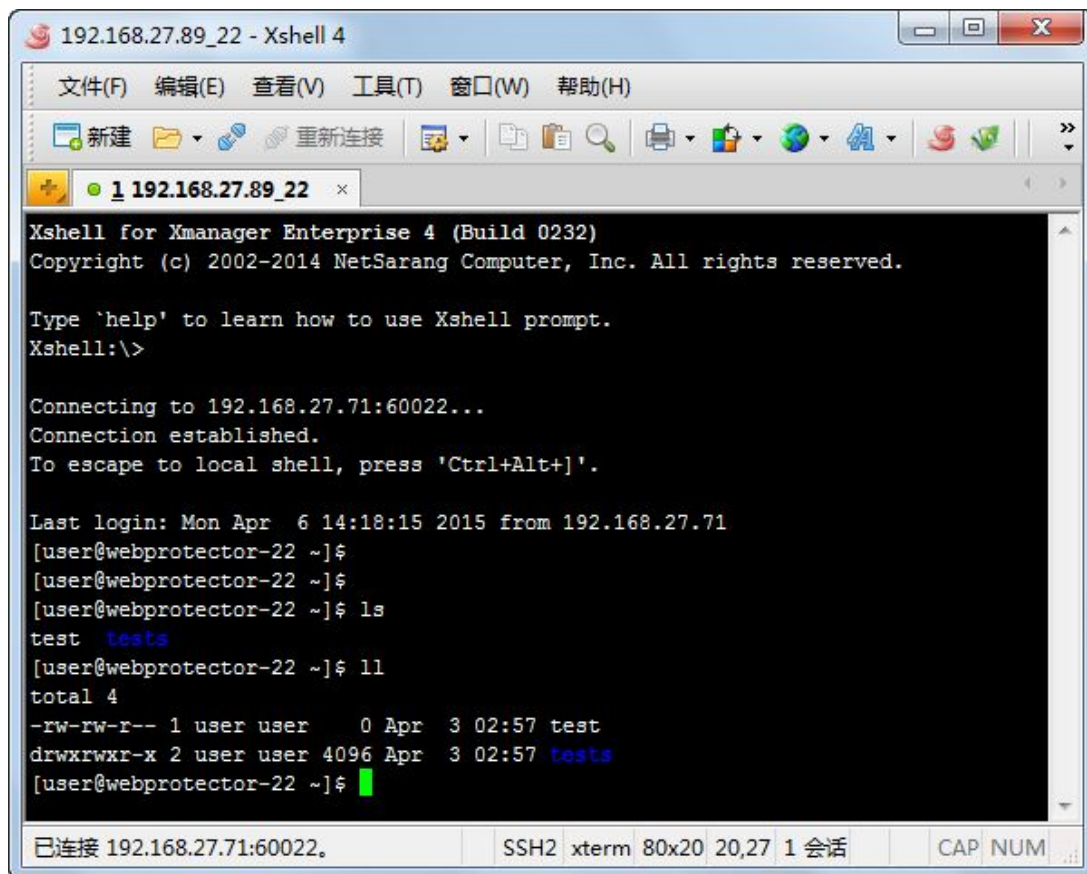 192.168.27.89_22 - Xshell 4
文件(F) 编辑(E) 查看(V) 工具(T) 窗口(W) 帮助(H)
新建 重新连接
1 192.168.27.89_22
Xshell for Xmanager Enterprise 4 (Build 0232)
Copyright (c) 2002-2014 NetSarang Computer, Inc. All rights reserved.
Type `help' to learn how to use Xshell prompt.
Xshell:\>
Connecting to 192.168.27.71:60022...
Connection established.
To escape to local shell, press 'Ctrl+Alt+]'.
Last login: Mon Apr  6 14:18:15 2015 from 192.168.27.71
[user@webprotector-22 ~]$
[user@webprotector-22 ~]$
[user@webprotector-22 ~]$ ls
test  tests
[user@webprotector-22 ~]$ ll
total 4
-rw-rw-r-- 1 user user    0 Apr  3 02:57 test
drwxrwxr-x 2 user user 4096 Apr  3 02:57 tests
[user@webprotector-22 ~]$
已连接 192.168.27.71:60022。 SSH2 xterm 80x20 20,27 1 会话 CAP NUM